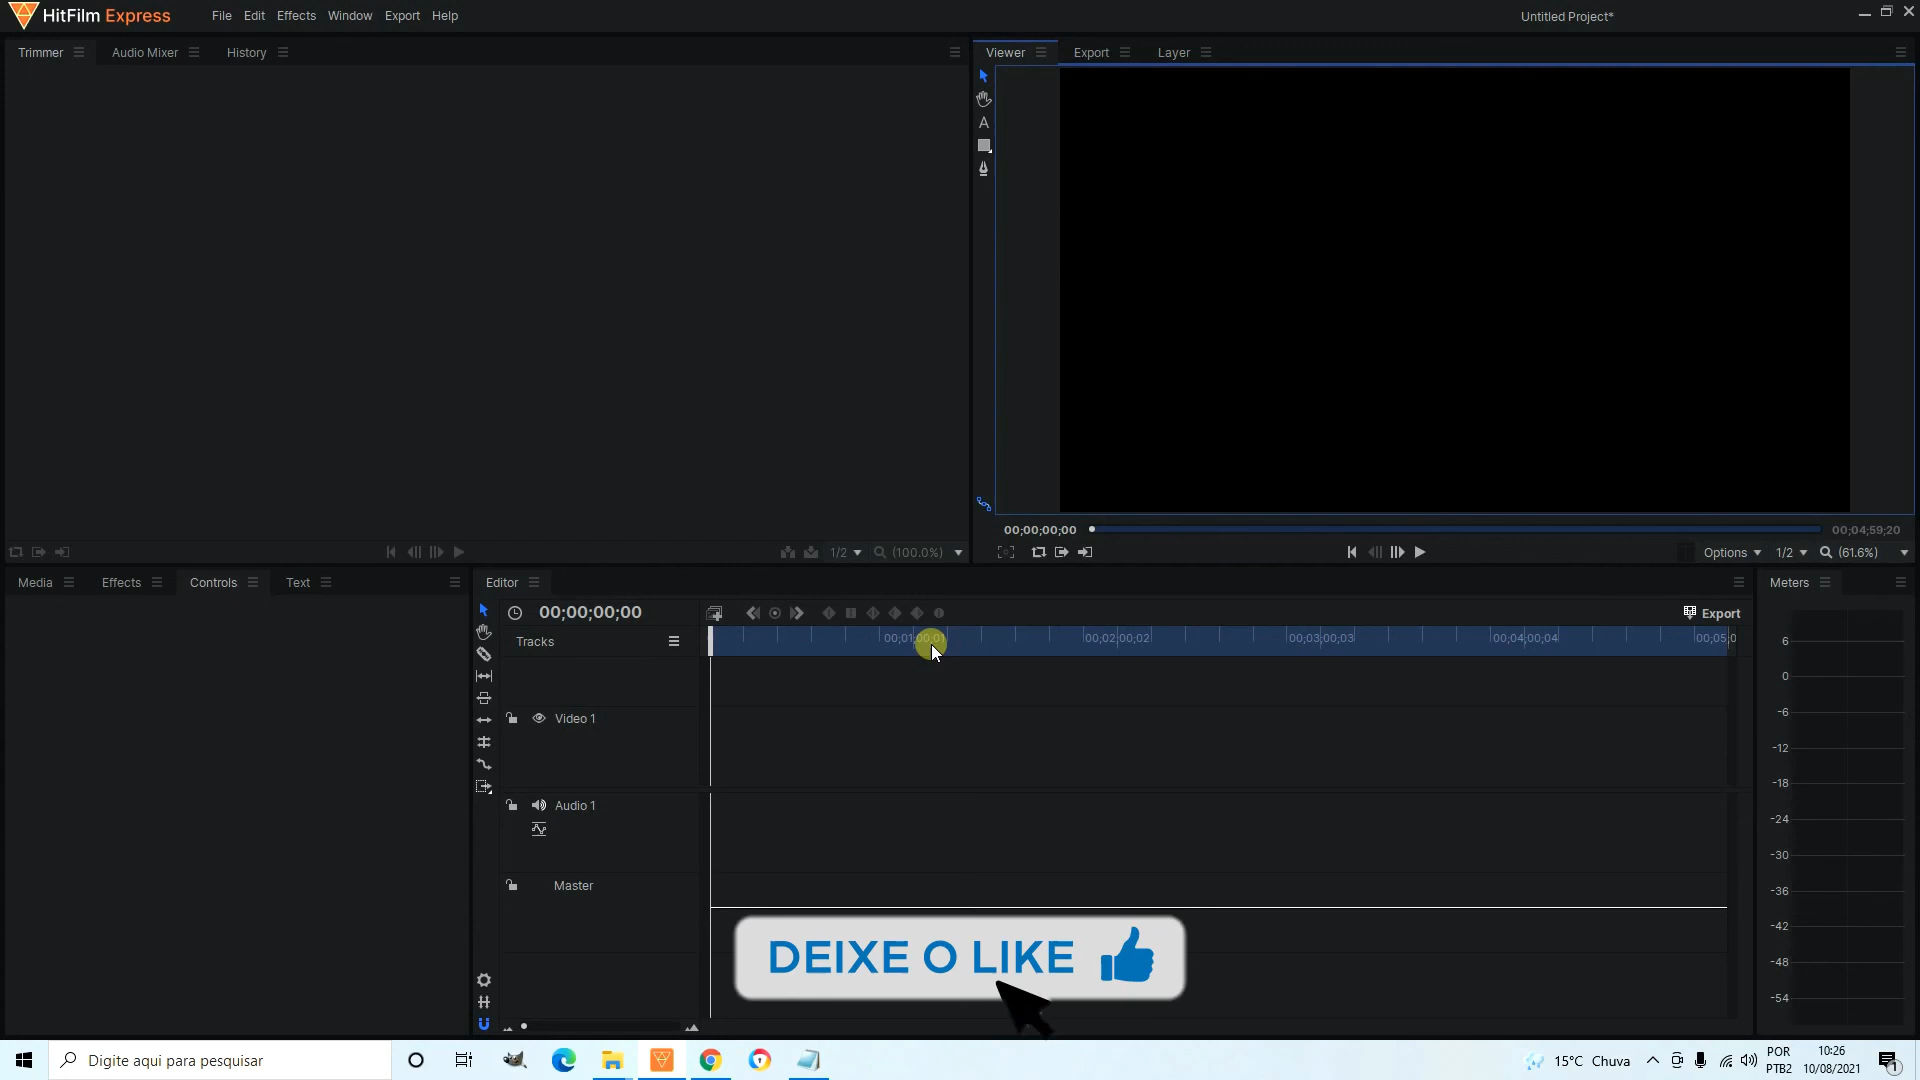 HitFilm Express
File Edit Effects Window Export Help
Untitled Project*
Trimmer Audio Mixer History
Viewer Export Layer
A
00;00;00;00
00;04;59;20
1/2 (100.0%)
Options 1/2 (61.6%)
Media Effects Controls Text
Editor
Meters
00;00;00;00
Export
Tracks
00;01;00;01 00;02;00;02 00;03;00;03 00;04;00;04 00;05;0
Video 1
Audio 1
Master
6
0
-6
-12
-18
-24
-30
-36
-42
-48
-54
DEIXE O LIKE
Digite aqui para pesquisar
15°C Chuva
POR
PTB2
10:26
10/08/2021
1